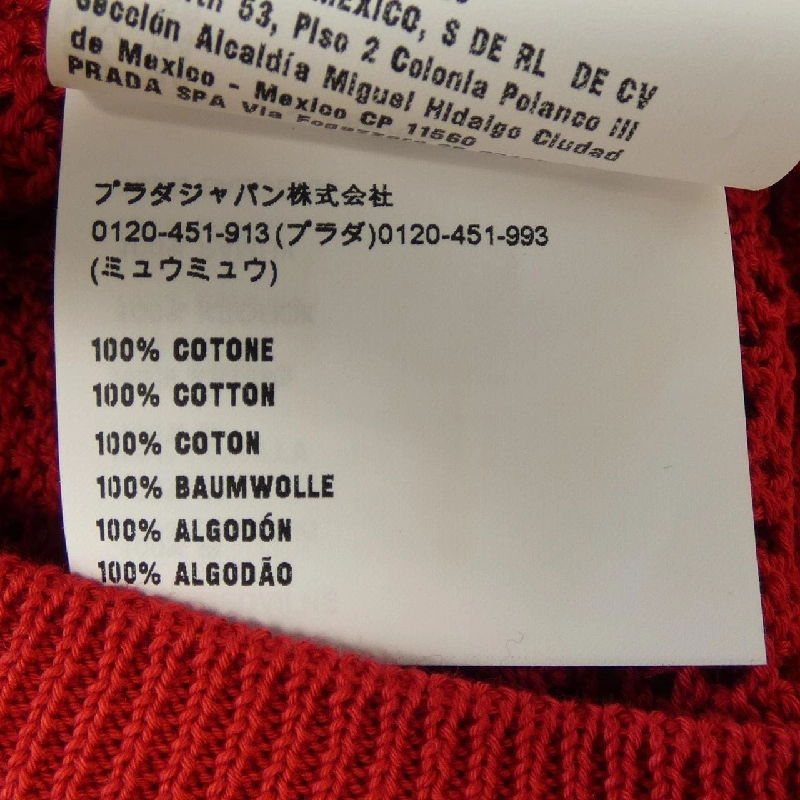 MEXICO, S DE RL DE CV
53, Piso 2 Colonia Polanco III
Sección Alcaldía Miguel Hidalgo Ciudad
de Mexico - Mexico CP 11560
PRADA SPA Via
プラダジャパン株式会社
0120-451-913(プラダ)0120-451-993
(ミュウミュウ)
100% COTONE
100% COTTON
100% COTON
100% BAUMWOLLE
100% ALGODÓN
100% ALGODÃO